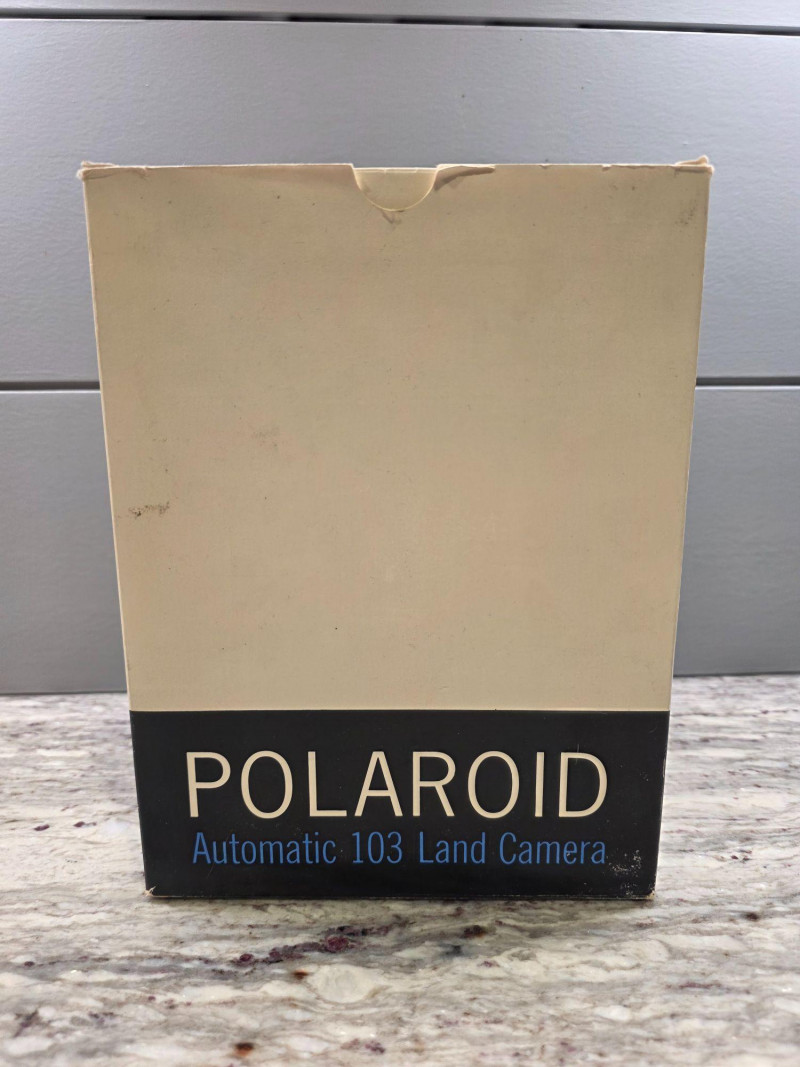 POLAROID
Automatic 103 Land Camera